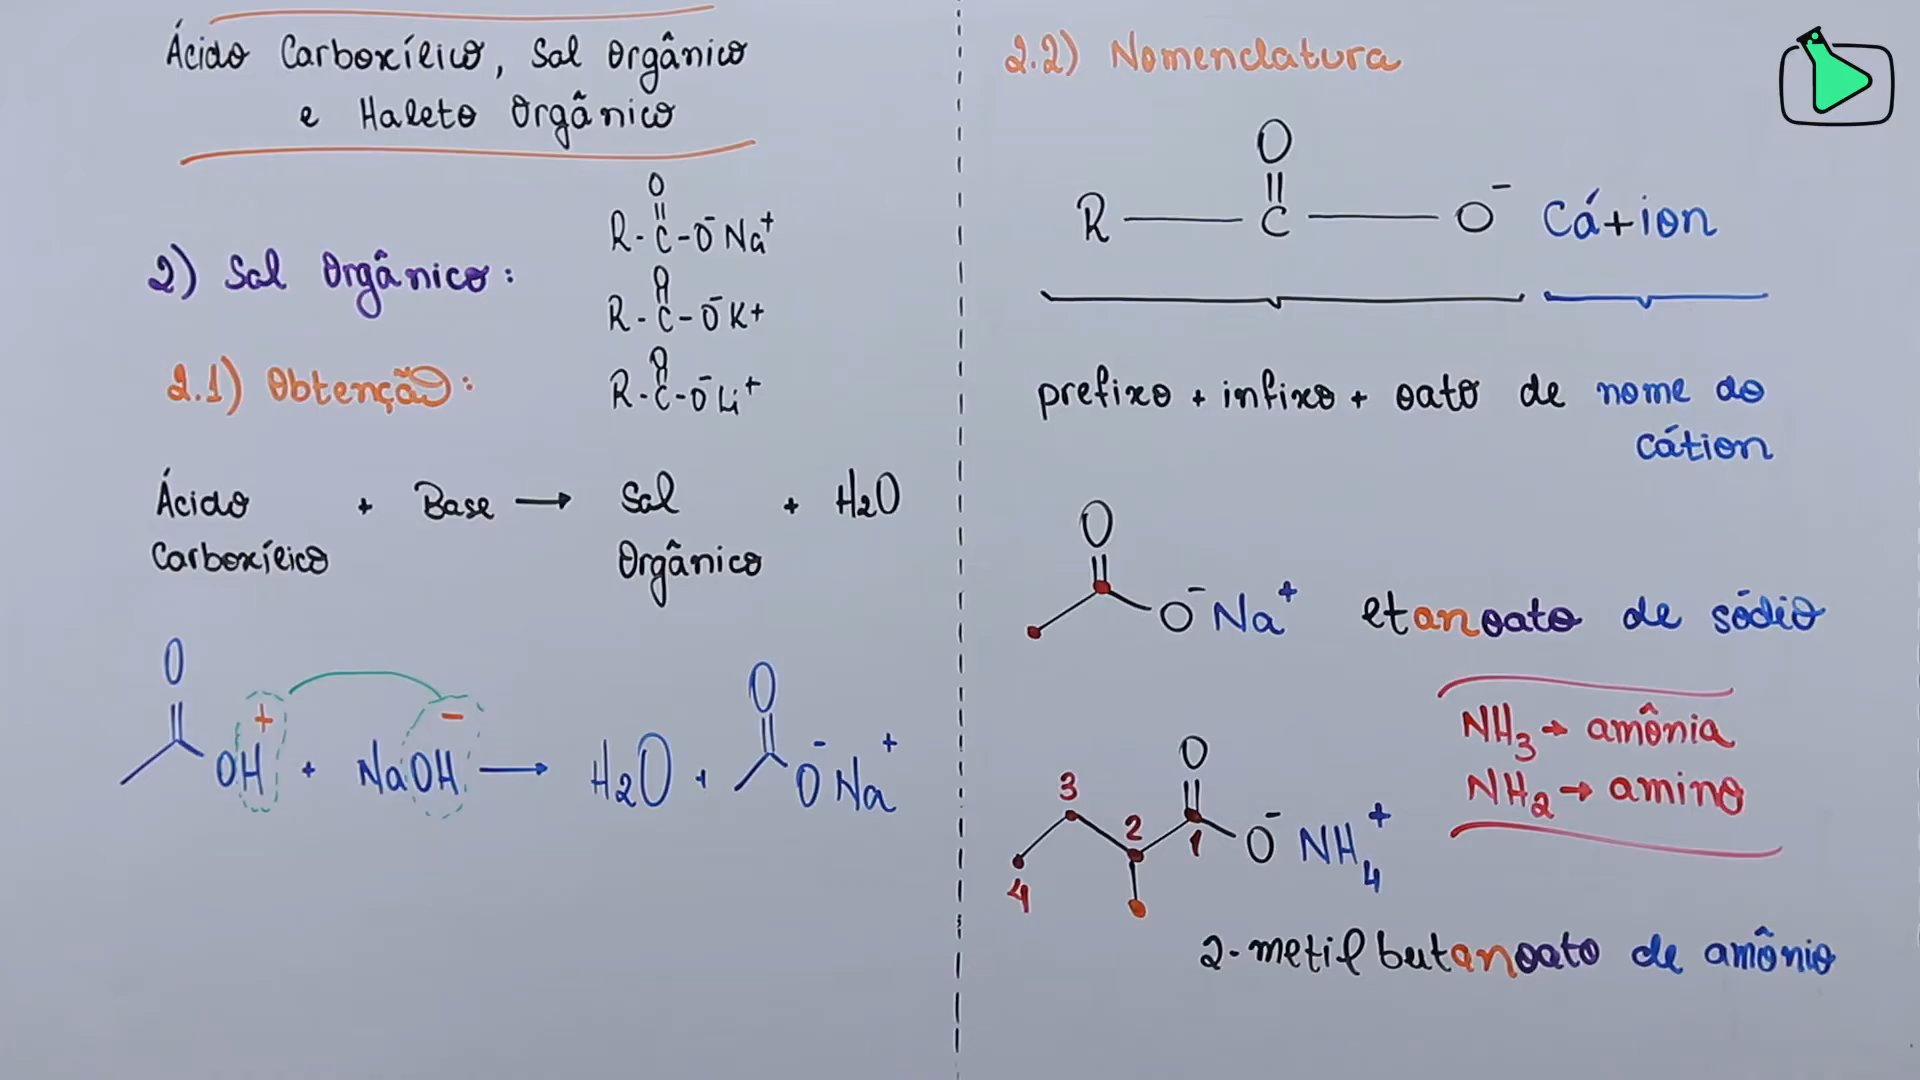 Ácido Carboxílico, Sal Orgânico
e Haleto Orgânico
2) Sal Orgânico:
O
R-C-O⁻Na⁺
O
R-C-O⁻K⁺
O
R-C-O⁻Li⁺
2.1) Obtenção:
Ácido + Base → Sal + H2O
Carboxílico Orgânico
O O
OH + NaOH → H2O + O⁻ Na⁺
+ -
2.2) Nomenclatura
O
R — C — O⁻ Cátion
prefixo + infixo + oato de nome do
cátion
O
O⁻ Na⁺ etanoato de sódio
NH3 → amônia
NH2 → amino
O
3 2 1 O⁻ NH4⁺
4
2-metilbutanoato de amônio